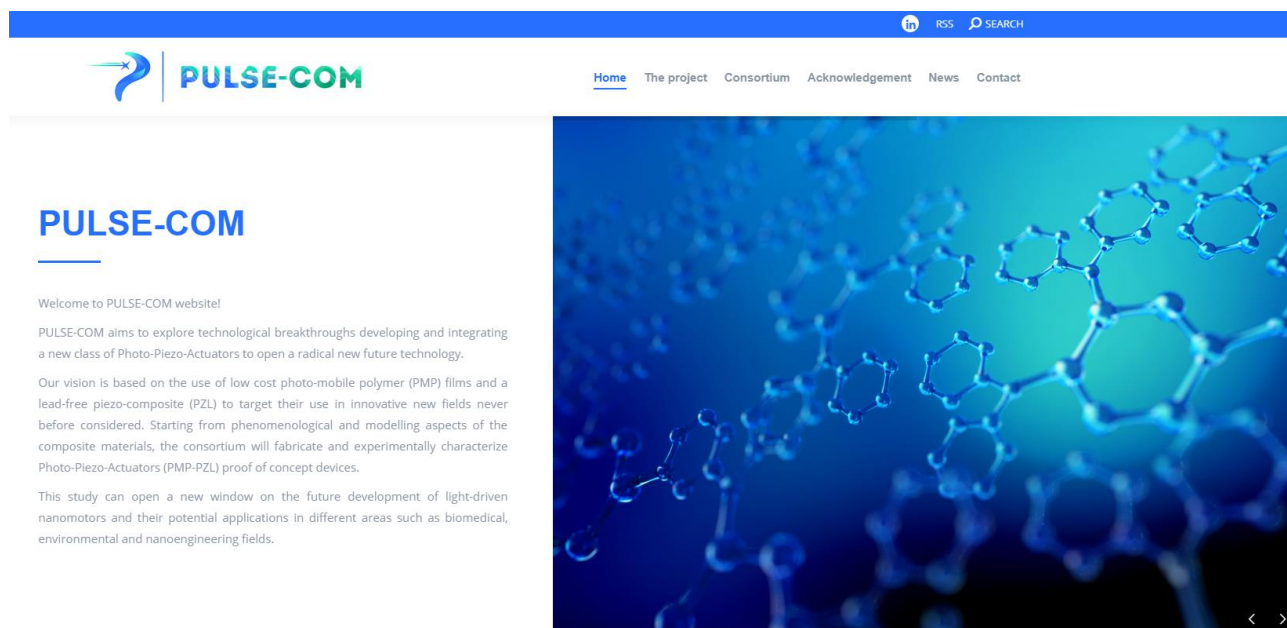 in RSS SEARCH
PULSE-COM
Home The project Consortium Acknowledgement News Contact
PULSE-COM
Welcome to PULSE-COM website!
PULSE-COM aims to explore technological breakthroughs developing and integrating
a new class of Photo-Piezo-Actuators to open a radical new future technology.
Our vision is based on the use of low cost photo-mobile polymer (PMP) films and a
lead-free piezo-composite (PZL) to target their use in innovative new fields never
before considered. Starting from phenomenological and modelling aspects of the
composite materials, the consortium will fabricate and experimentally characterize
Photo-Piezo-Actuators (PMP-PZL) proof of concept devices.
This study can open a new window on the future development of light-driven
nanomotors and their potential applications in different areas such as biomedical,
environmental and nanoengineering fields.